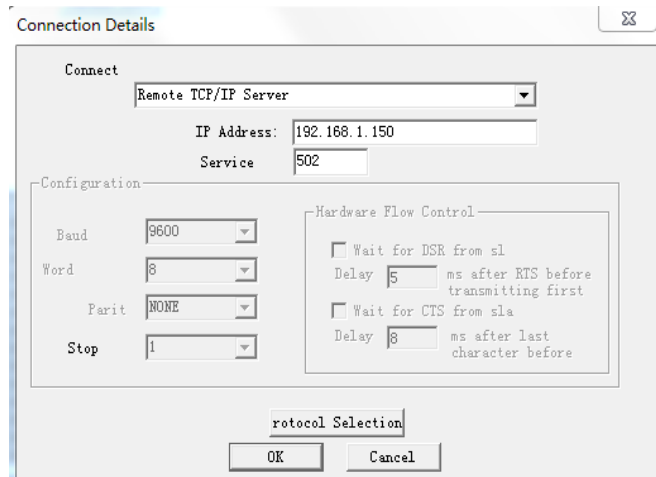 Connection Details
Connect
Remote TCP/IP Server
IP Address: 192.168.1.150
Service 502
Configuration
Baud 9600
Word 8
Parit NONE
Stop 1
Hardware Flow Control
Wait for DSR from sl
Delay 5 ms after RTS before
transmitting first
Wait for CTS from sla
Delay 8 ms after last
character before
rotocol Selection
OK Cancel